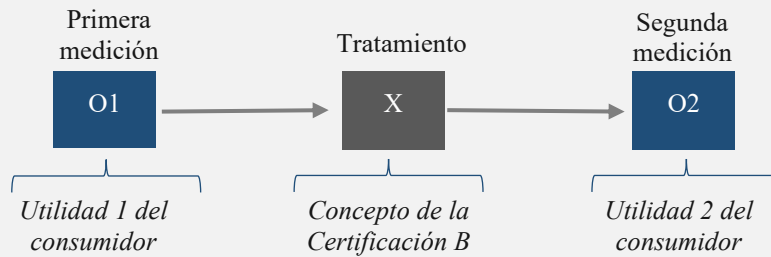 Primera
medición
Tratamiento
Segunda
medición
O1
X
O2
Utilidad 1 del
consumidor
Concepto de la
Certificación B
Utilidad 2 del
consumidor